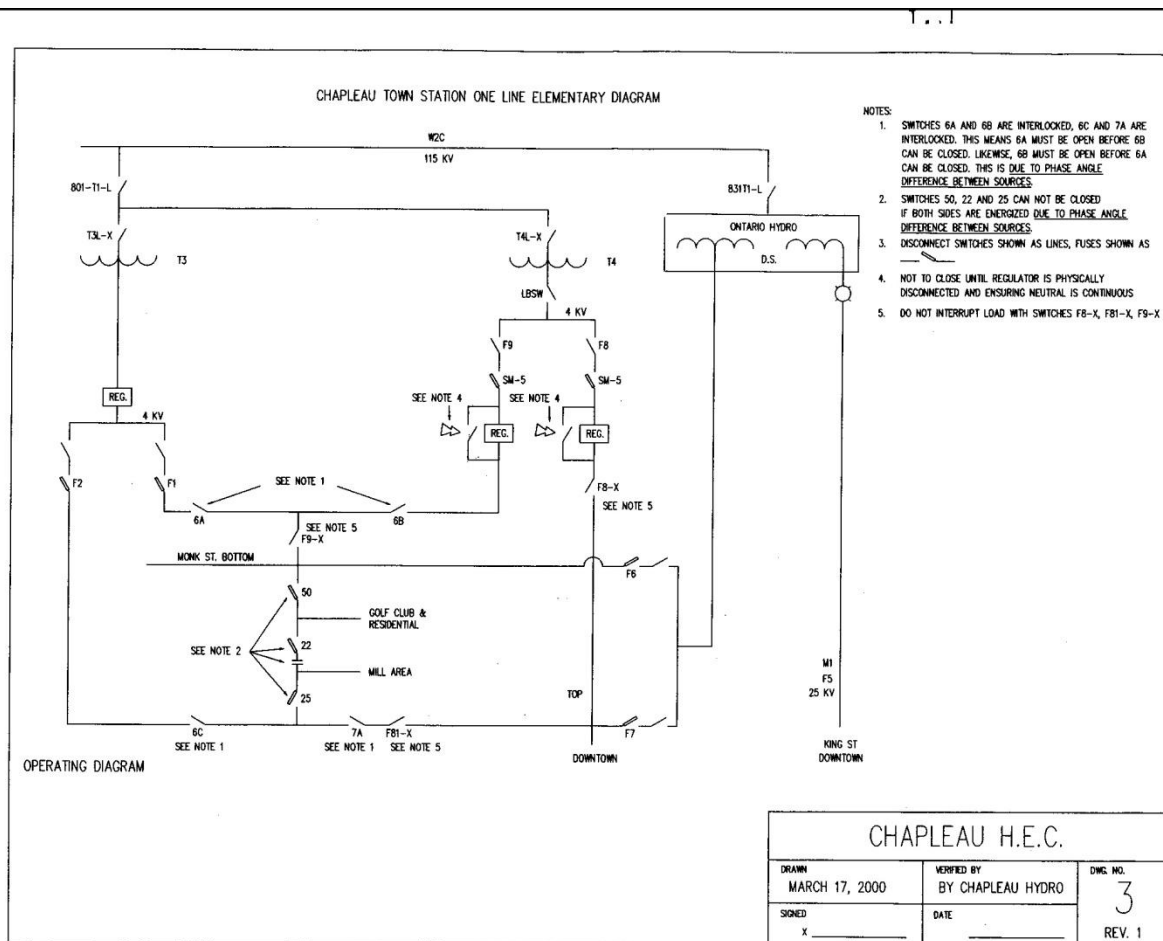 CHAPLEAU TOWN STATION ONE LINE ELEMENTARY DIAGRAM
W2C
115 KV
801-T1-L
831T1-L
T3L-X
T3
T4L-X
T4
LBSW
4 KV
ONTARIO HYDRO
D.S.
F9
F8
SM-5
SM-5
SEE NOTE 4
SEE NOTE 4
REG.
REG.
REG.
4 KV
F2
F1
SEE NOTE 1
6A
6B
F8-X
SEE NOTE 5
SEE NOTE 5
F9-X
MONK ST. BOTTOM
F6
50
GOLF CLUB &
RESIDENTIAL
SEE NOTE 2
22
MILL AREA
25
TOP
M1
F5
25 KV
6C
SEE NOTE 1
7A
SEE NOTE 1
F81-X
SEE NOTE 5
F7
DOWNTOWN
KING ST
DOWNTOWN
OPERATING DIAGRAM
NOTES:
1. SWITCHES 6A AND 6B ARE INTERLOCKED, 6C AND 7A ARE
INTERLOCKED. THIS MEANS 6A MUST BE OPEN BEFORE 6B
CAN BE CLOSED. LIKEWISE, 6B MUST BE OPEN BEFORE 6A
CAN BE CLOSED. THIS IS DUE TO PHASE ANGLE
DIFFERENCE BETWEEN SOURCES.
2. SWITCHES 50, 22 AND 25 CAN NOT BE CLOSED
IF BOTH SIDES ARE ENERGIZED DUE TO PHASE ANGLE
DIFFERENCE BETWEEN SOURCES.
3. DISCONNECT SWITCHES SHOWN AS LINES, FUSES SHOWN AS
4. NOT TO CLOSE UNTIL REGULATOR IS PHYSICALLY
DISCONNECTED AND ENSURING NEUTRAL IS CONTINUOUS
5. DO NOT INTERRUPT LOAD WITH SWITCHES F8-X, F81-X, F9-X
CHAPLEAU H.E.C.
DRAWN
MARCH 17, 2000
VERIFIED BY
BY CHAPLEAU HYDRO
DWG. NO.
3
REV. 1
SIGNED
X
DATE